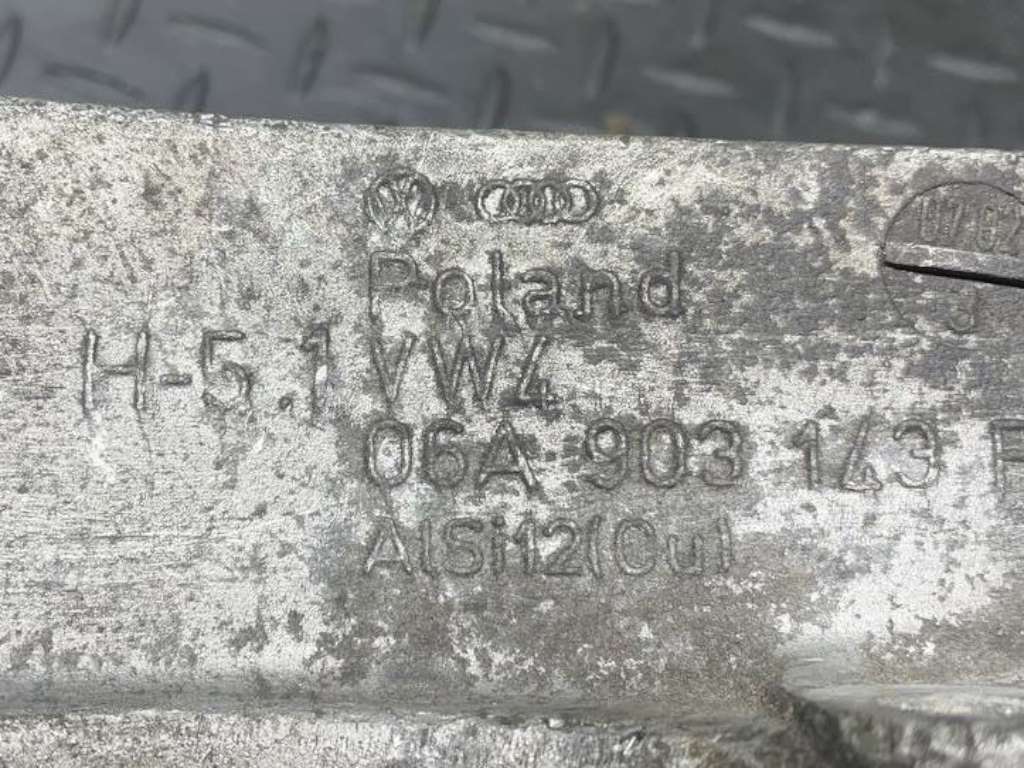 Poland
H-5.1 VW4
06A 903 143
AlSi12(Cu)